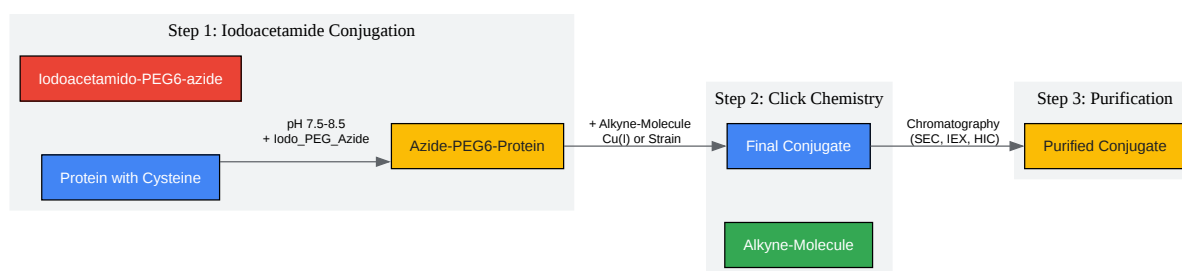 Step 1: Iodoacetamide Conjugation
Iodoacetamido-PEG6-azide
pH 7.5-8.5
+ Iodo_PEG_Azide
Protein with Cysteine
Azide-PEG6-Protein
+ Alkyne-Molecule
Cu(I) or Strain
Step 2: Click Chemistry
Final Conjugate
Alkyne-Molecule
Chromatography
(SEC, IEX, HIC)
Step 3: Purification
Purified Conjugate